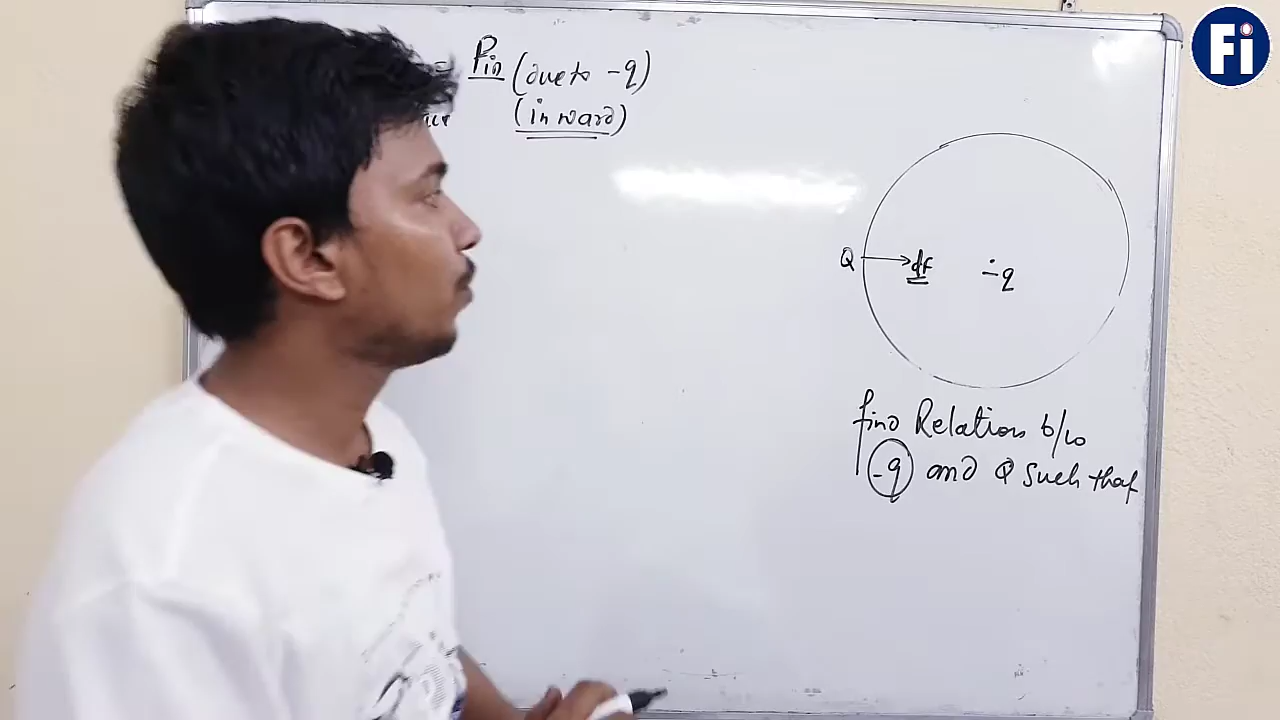 Fi
= Pin (due to -q)
(inward)
Q
df
-q
find Relation b/w
-q and Q such that